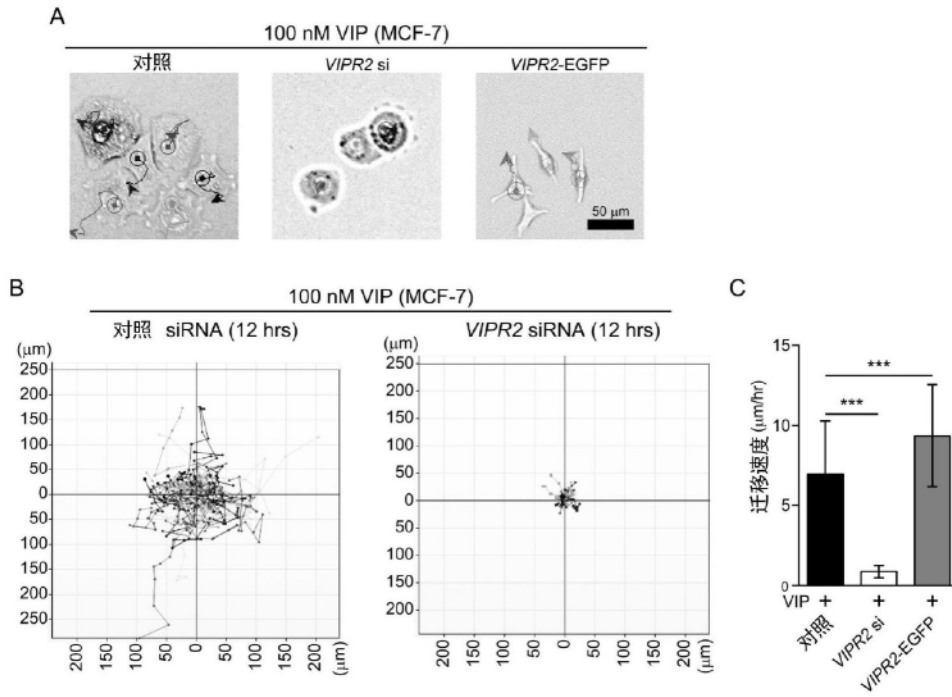 A
100 nM VIP (MCF-7)
对照 VIPR2 si VIPR2-EGFP
50 μm
B
100 nM VIP (MCF-7)
对照 siRNA (12 hrs)
VIPR2 siRNA (12 hrs)
(μm)
250
200
150
100
50
0
50
100
150
200
250
200
150
100
50
0
50
100
150
200
(μm)
(μm)
250
200
150
100
50
0
50
100
150
200
200
150
100
50
0
50
100
150
200
(μm)
C
迁移速度 (μm/hr)
15
10
5
0
***
***
VIP + + +
对照
VIPR2 si
VIPR2-EGFP